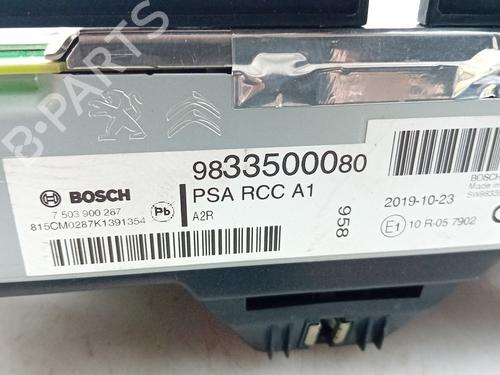 B-PARTS
9833500080
PSA RCC A1
A2R
BOSCH
7 503 900 287
815CM0287K1391354
Pb
958
2019-10-23
E1 10 R-05 7902
BOSCH
Made in